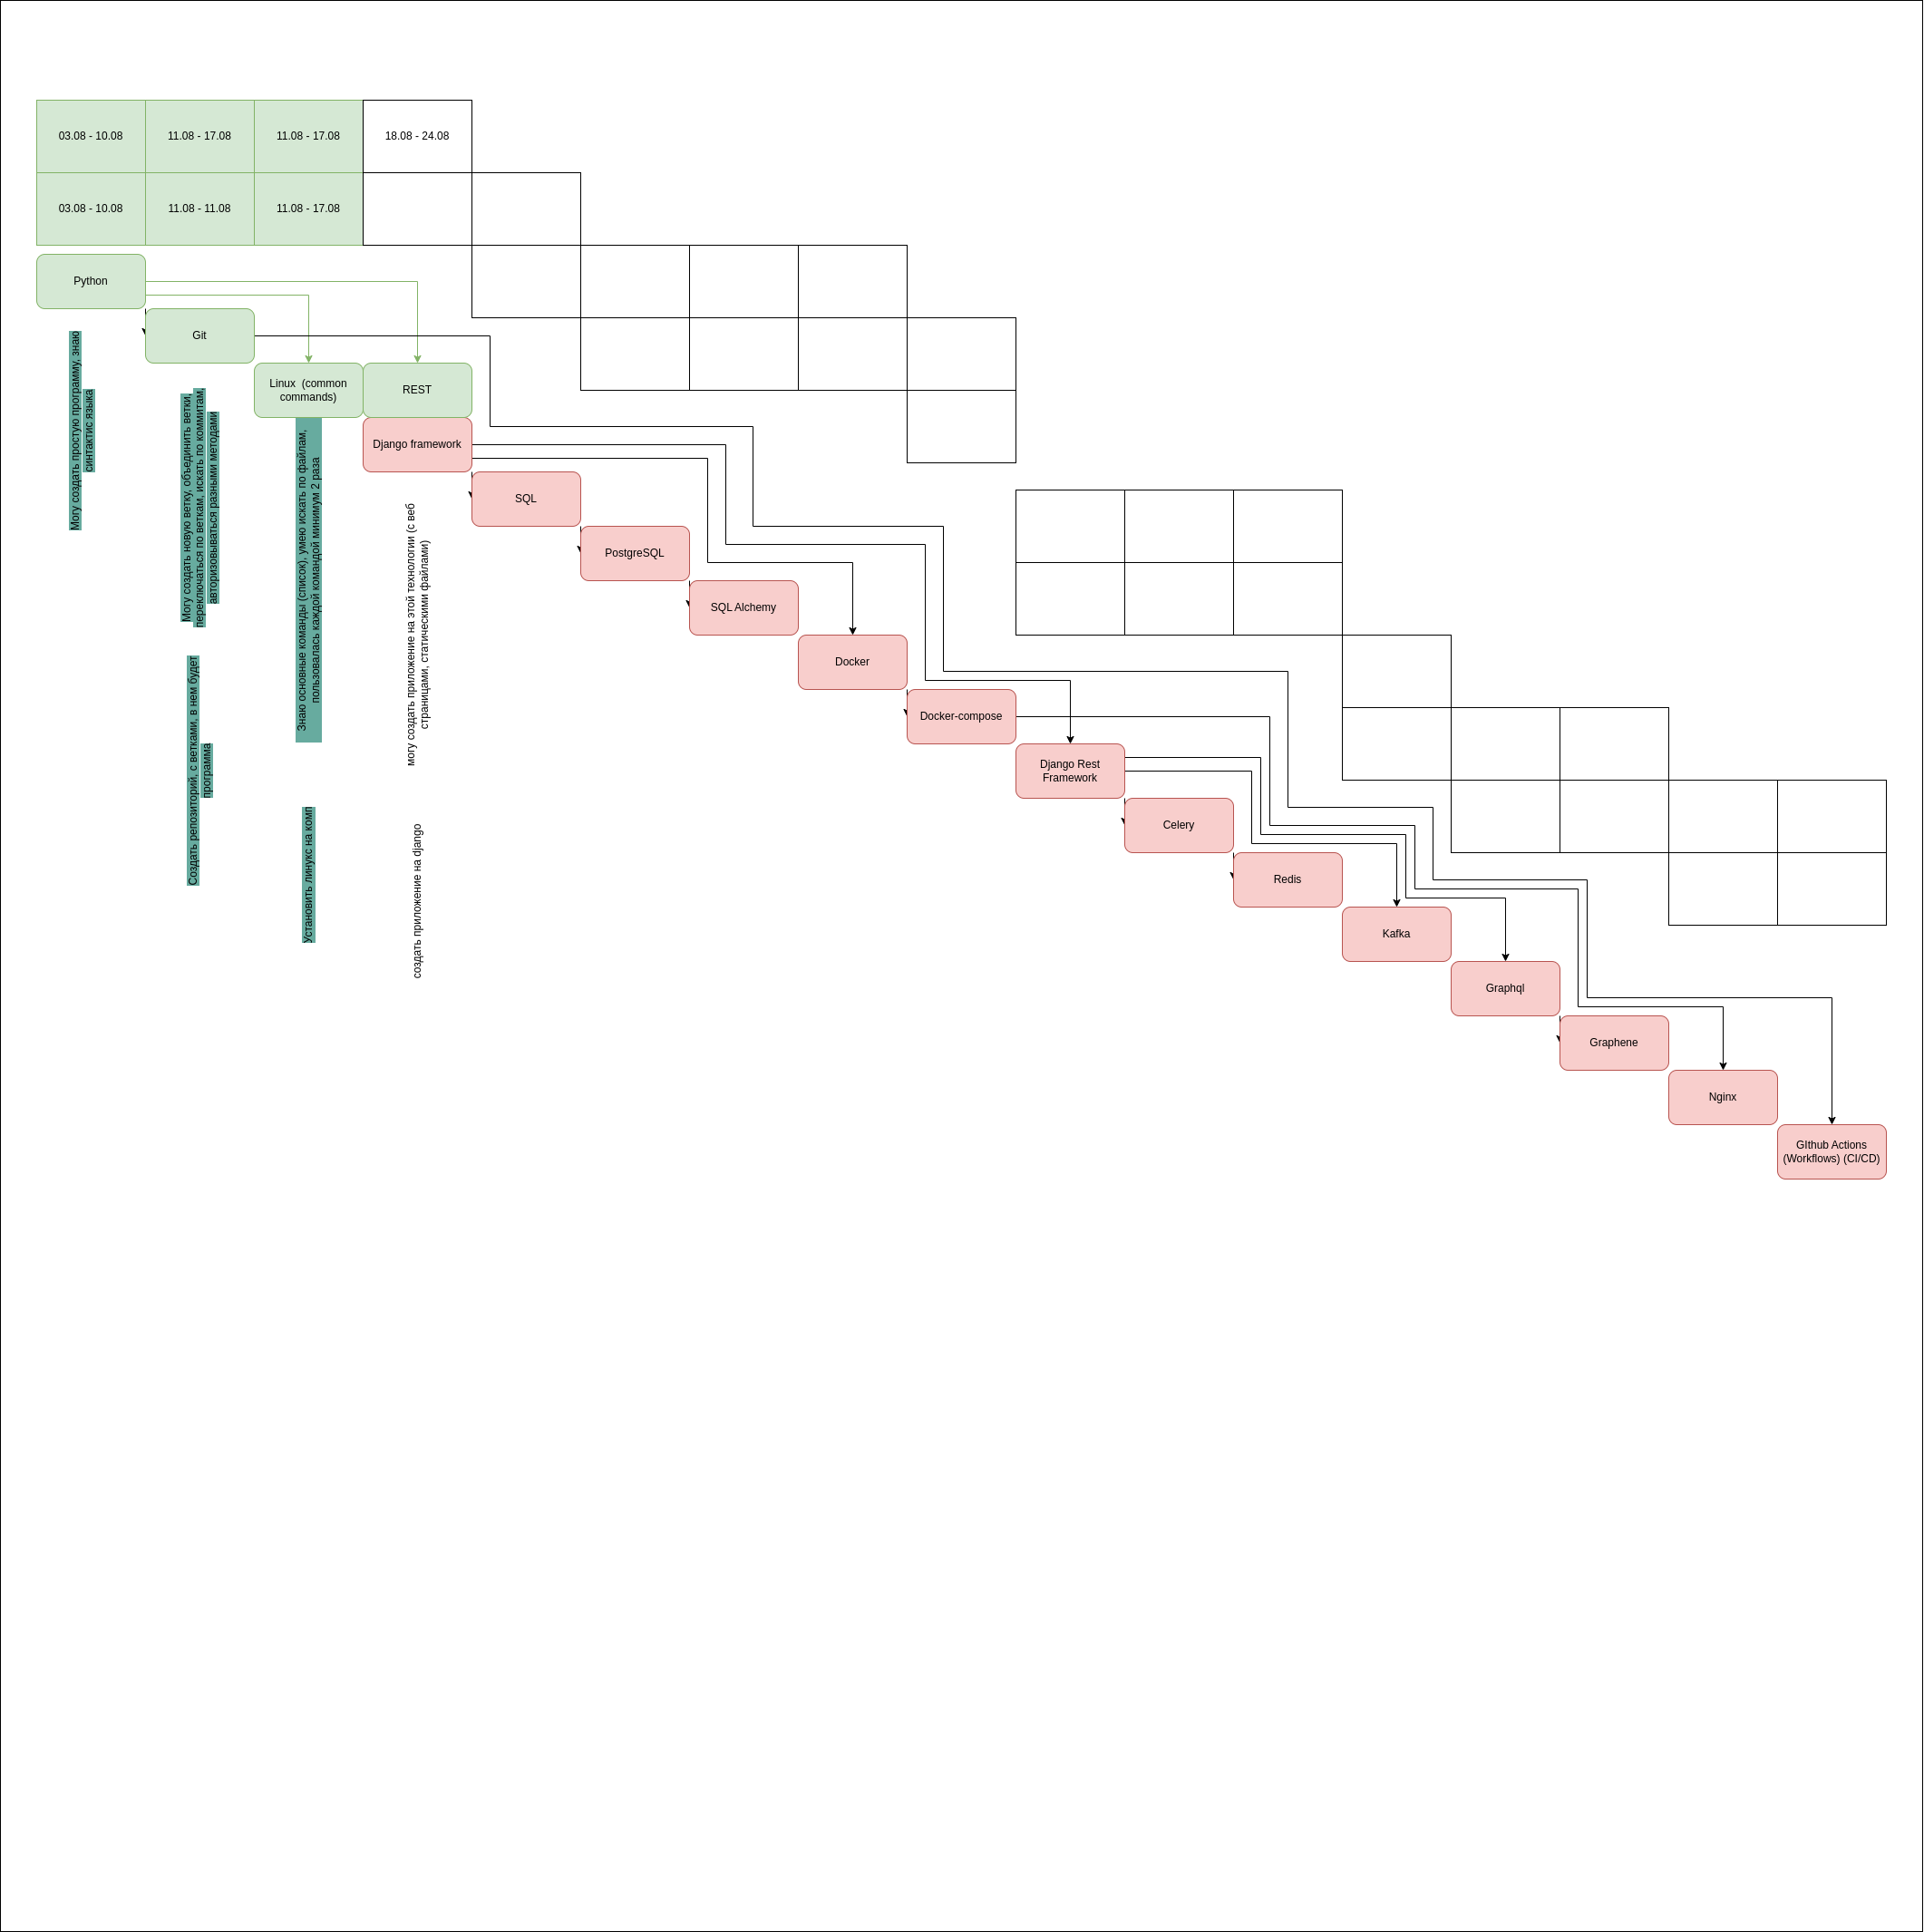 03.08 - 10.08
11.08 - 17.08
11.08 - 17.08
18.08 - 24.08
03.08 - 10.08
11.08 - 11.08
11.08 - 17.08
Python
Git
Linux (common
commands)
REST
Django framework
SQL
PostgreSQL
SQL Alchemy
Docker
Docker-compose
Django Rest
Framework
Celery
Redis
Kafka
Graphql
Graphene
Nginx
GIthub Actions
(Workflows) (CI/CD)
Могу создать простую программу, знаю
синтактис языка
Могу создать новую ветку, объединить ветки,
переключаться по веткам, искать по коммитам,
авторизовываться разными методами
Создать репозиторий, с ветками, в нем будет
программа
Знаю основные команды (список), умею искать по файлам,
пользовалась каждой командой минимум 2 раза
Установить линукс на комп
могу создать приложение на этой технологии (с веб
страницами, статическими файлами)
создать приложение на django